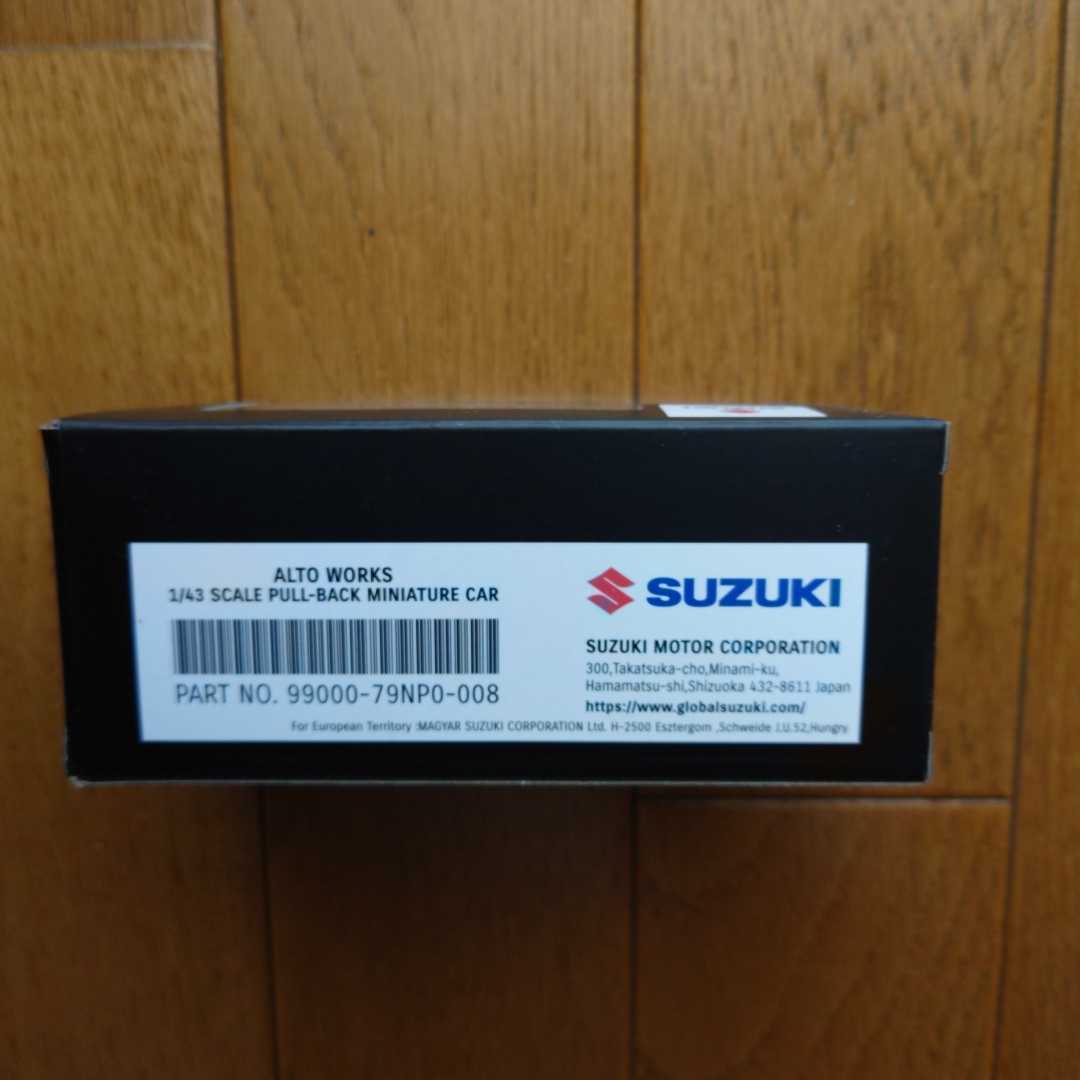 ALTO WORKS
1/43 SCALE PULL-BACK MINIATURE CAR
PART NO. 99000-79NP0-008
SUZUKI
SUZUKI MOTOR CORPORATION
300,Takatsuka-cho,Minami-ku,
Hamamatsu-shi,Shizuoka 432-8611 Japan
https://www.globalsuzuki.com/
For European Territory :MAGYAR SUZUKI CORPORATION Ltd. H-2500 Esztergom ,Schweide J.U.52,Hungry